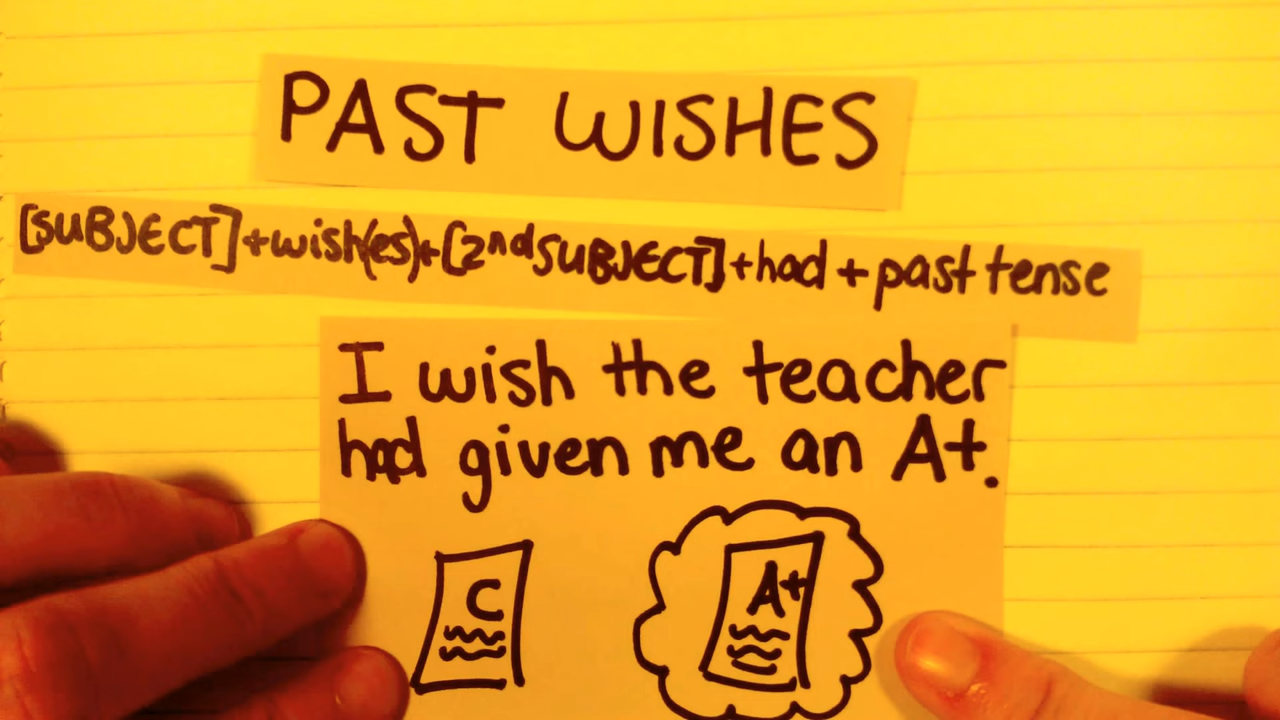 PAST WISHES
[SUBJECT]+wish(es)+[2nd SUBJECT]+had + past tense
I wish the teacher
had given me an A+.
C
A+